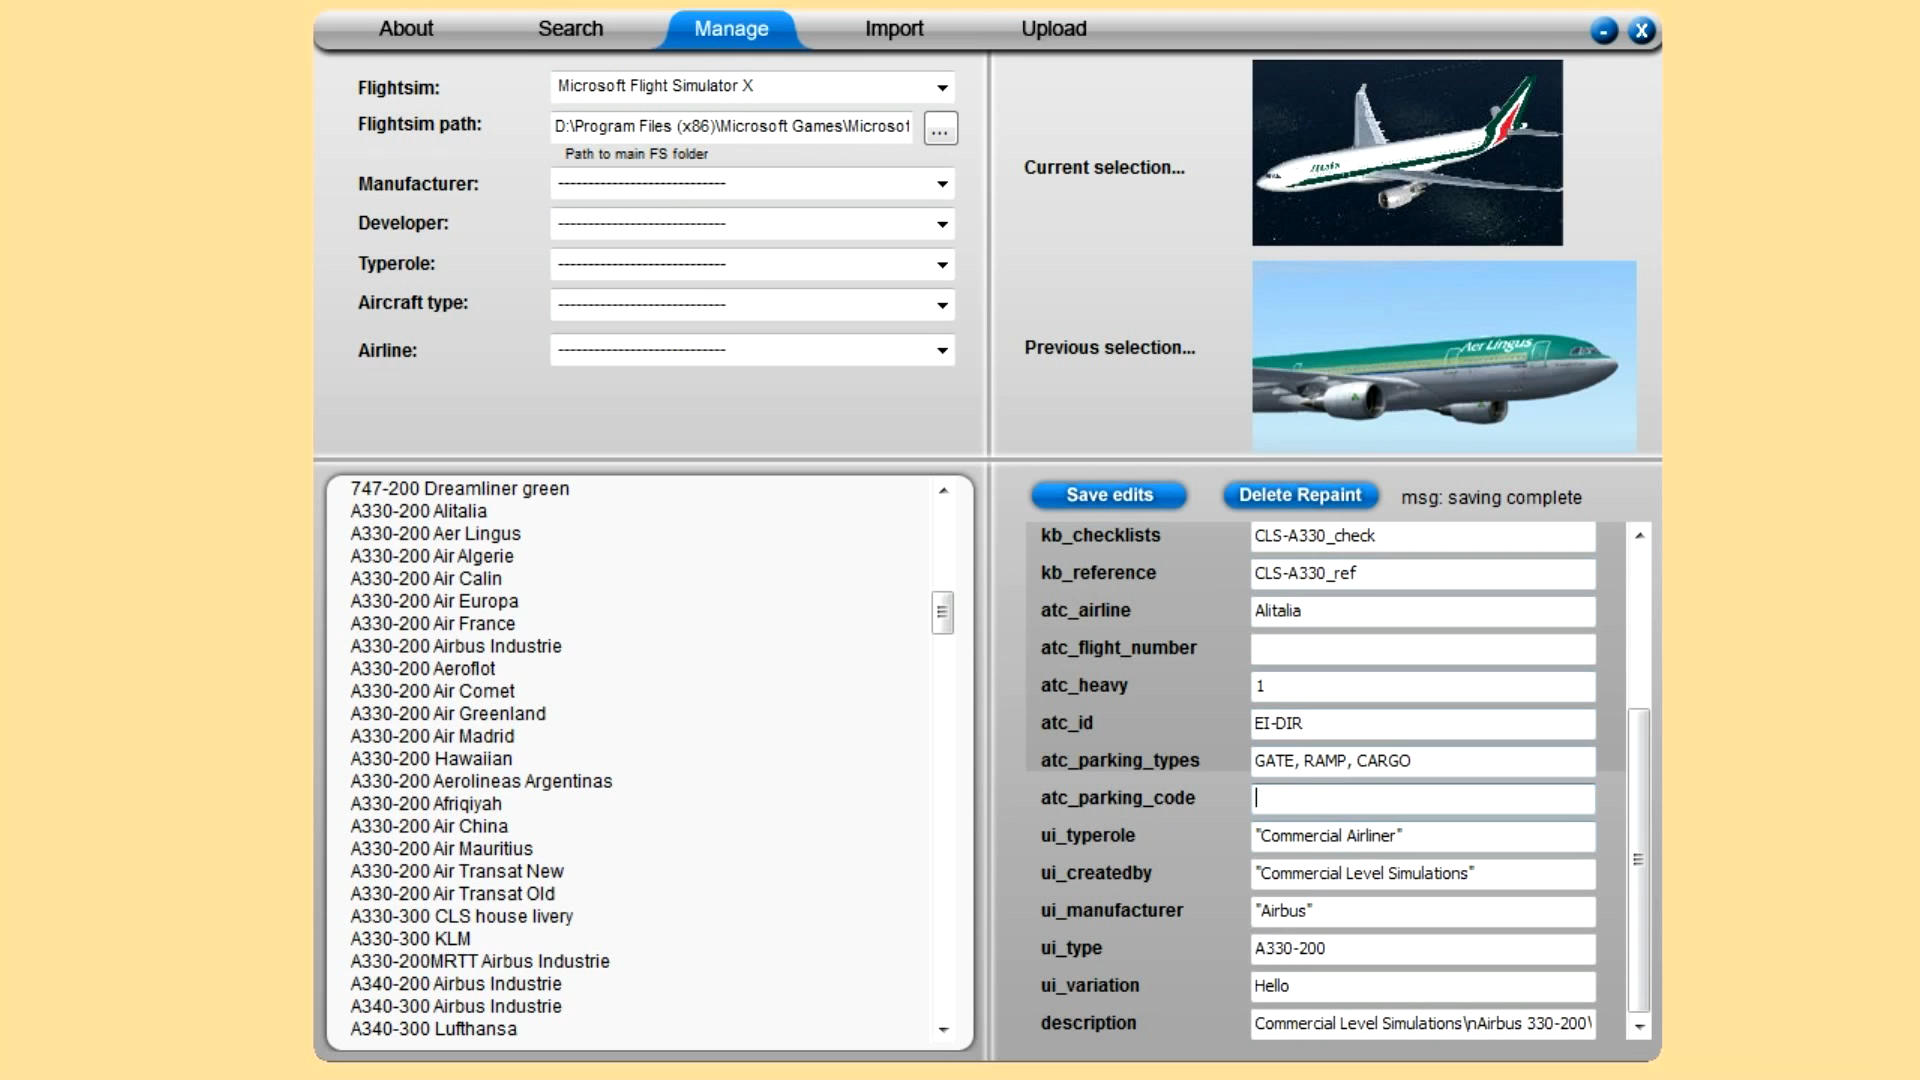 About Search Manage Import Upload
- X
Flightsim: Microsoft Flight Simulator X
Flightsim path: D:\Program Files (x86)\Microsoft Games\Microsof ...
Path to main FS folder
Manufacturer: ----------------------------
Developer: ----------------------------
Typerole: ----------------------------
Aircraft type: ----------------------------
Airline: ----------------------------
Current selection...
Alitalia
Previous selection...
Aer Lingus
747-200 Dreamliner green
A330-200 Alitalia
A330-200 Aer Lingus
A330-200 Air Algerie
A330-200 Air Calin
A330-200 Air Europa
A330-200 Air France
A330-200 Airbus Industrie
A330-200 Aeroflot
A330-200 Air Comet
A330-200 Air Greenland
A330-200 Air Madrid
A330-200 Hawaiian
A330-200 Aerolineas Argentinas
A330-200 Afriqiyah
A330-200 Air China
A330-200 Air Mauritius
A330-200 Air Transat New
A330-200 Air Transat Old
A330-300 CLS house livery
A330-300 KLM
A330-200MRTT Airbus Industrie
A340-200 Airbus Industrie
A340-300 Airbus Industrie
A340-300 Lufthansa
Save edits Delete Repaint msg: saving complete
kb_checklists CLS-A330_check
kb_reference CLS-A330_ref
atc_airline Alitalia
atc_flight_number
atc_heavy 1
atc_id EI-DIR
atc_parking_types GATE, RAMP, CARGO
atc_parking_code
ui_typerole "Commercial Airliner"
ui_createdby "Commercial Level Simulations"
ui_manufacturer "Airbus"
ui_type A330-200
ui_variation Hello
description Commercial Level Simulations\nAirbus 330-200\